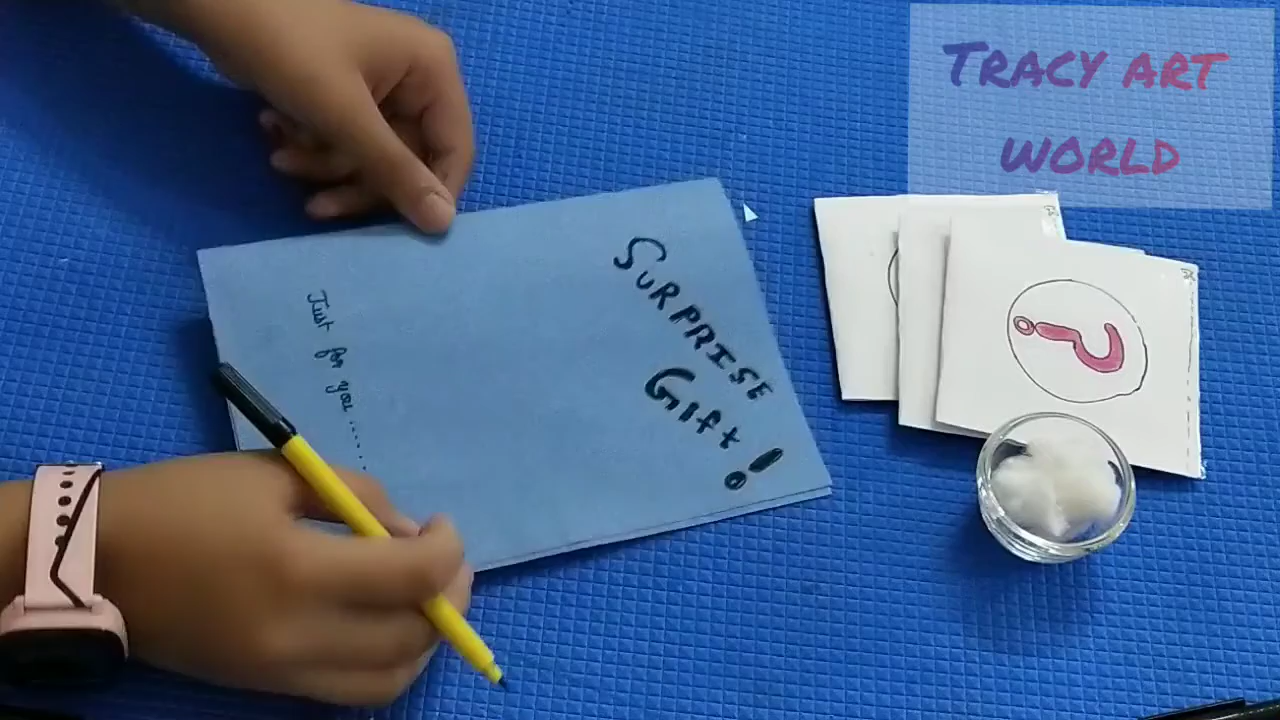 TRACY ART
WORLD
SURPRISE
Gift!
Just for you.....
?